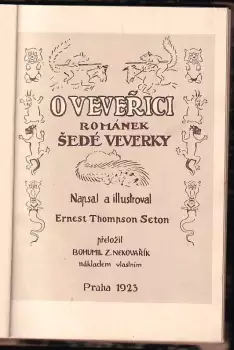 O VEVEŘICI
ROMÁNEK
ŠEDÉ VEVERKY
Napsal a illustroval
Ernest Thompson Seton
přeložil
BOHUMIL Z. NEKOVAŘÍK
nákladem vlastním
Praha 1923